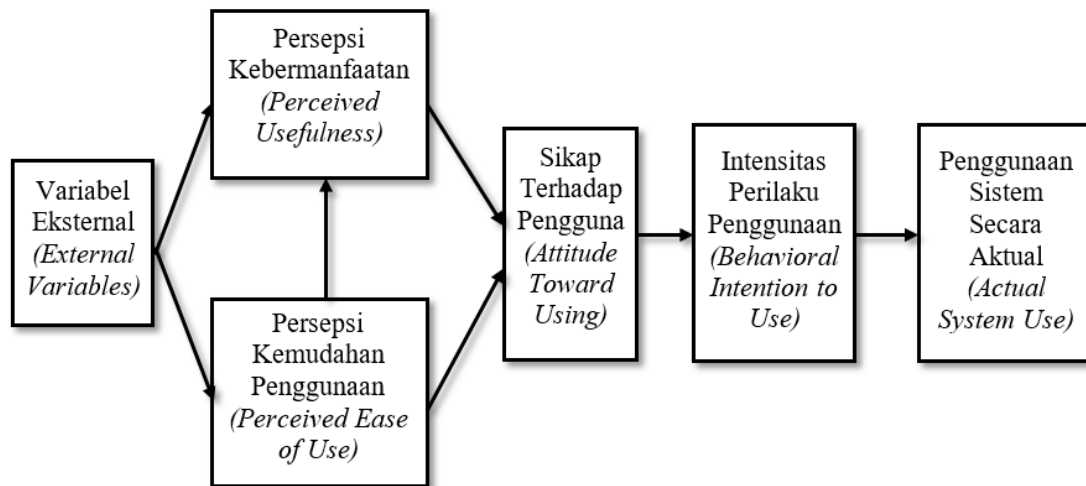 Variabel
Eksternal
(External
Variables)
Persepsi
Kebermanfaatan
(Perceived
Usefulness)
Persepsi
Kemudahan
Penggunaan
(Perceived Ease
of Use)
Sikap
Terhadap
Pengguna
(Attitude
Toward
Using)
Intensitas
Perilaku
Penggunaan
(Behavioral
Intention to
Use)
Penggunaan
Sistem
Secara
Aktual
(Actual
System Use)